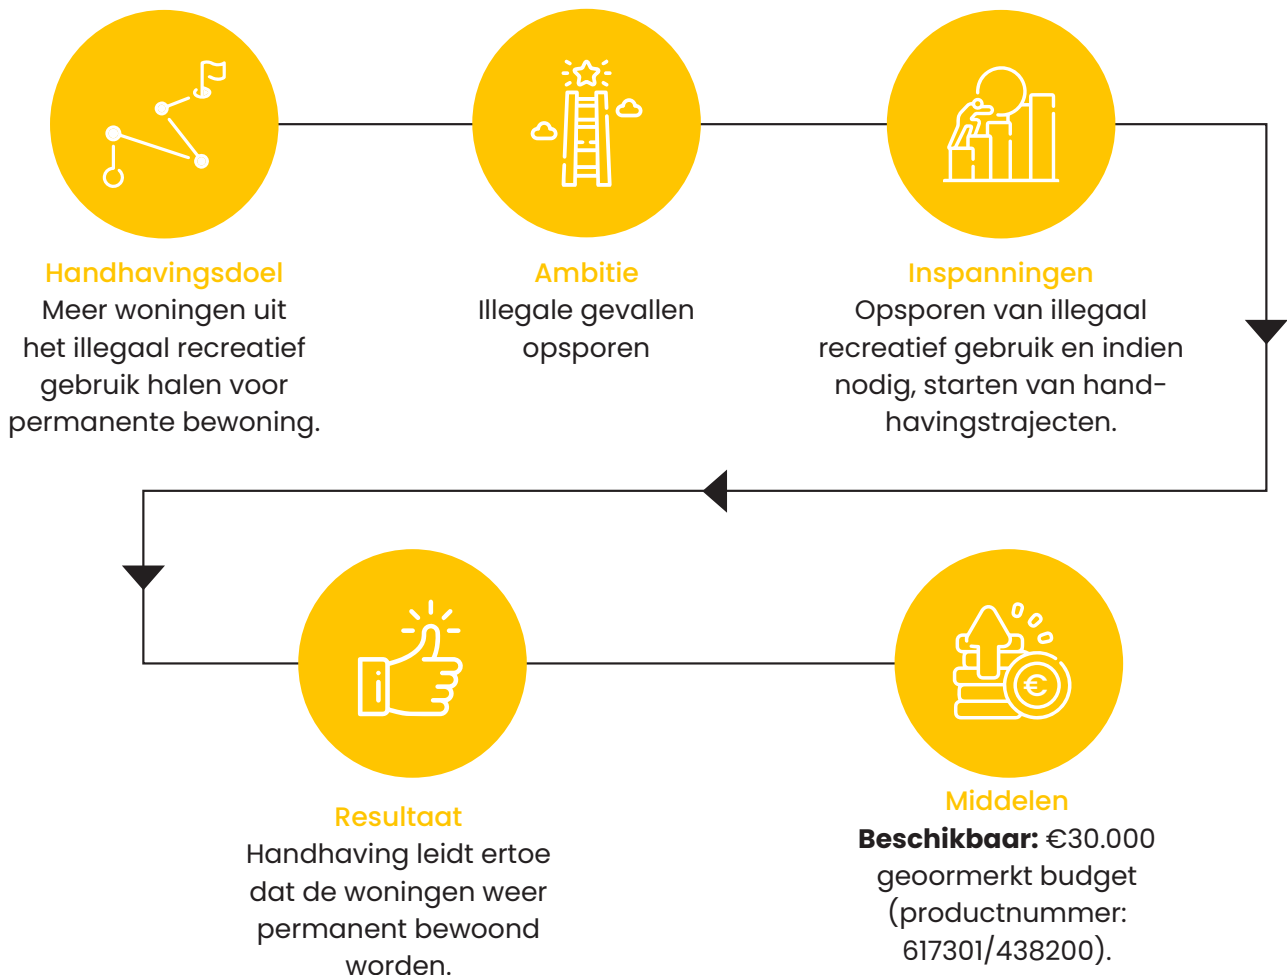 Handhavingsdoel
Meer woningen uit
het illegaal recreatief
gebruik halen voor
permanente bewoning.
Ambitie
Illegale gevallen
opsporen
Inspanningen
Opsporen van illegaal
recreatief gebruik en indien
nodig, starten van hand-
havingstrajecten.
Resultaat
Handhaving leidt ertoe
dat de woningen weer
permanent bewoond
worden.
Middelen
Beschikbaar: €30.000
geoormerkt budget
(productnummer:
617301/438200).